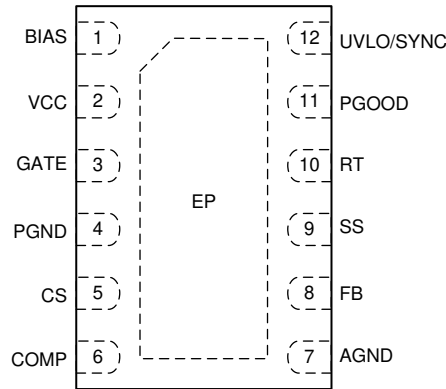 BIAS 1 12 UVLO/SYNC
VCC 2 11 PGOOD
GATE 3 10 RT
EP
PGND 4 9 SS
CS 5 8 FB
COMP 6 7 AGND